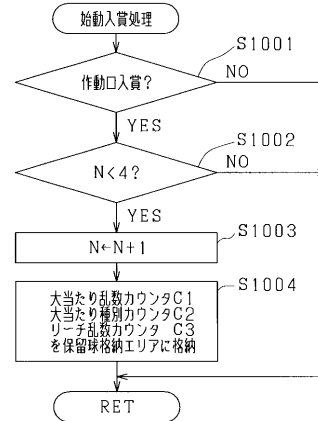 始動入賞処理
S1001
作動口入賞?
NO
YES
S1002
N<4?
NO
YES
S1003
N←N+1
S1004
大当たり乱数カウンタC1
大当たり種別カウンタC2
リーチ乱数カウンタ C3
を保留球格納エリアに格納
RET